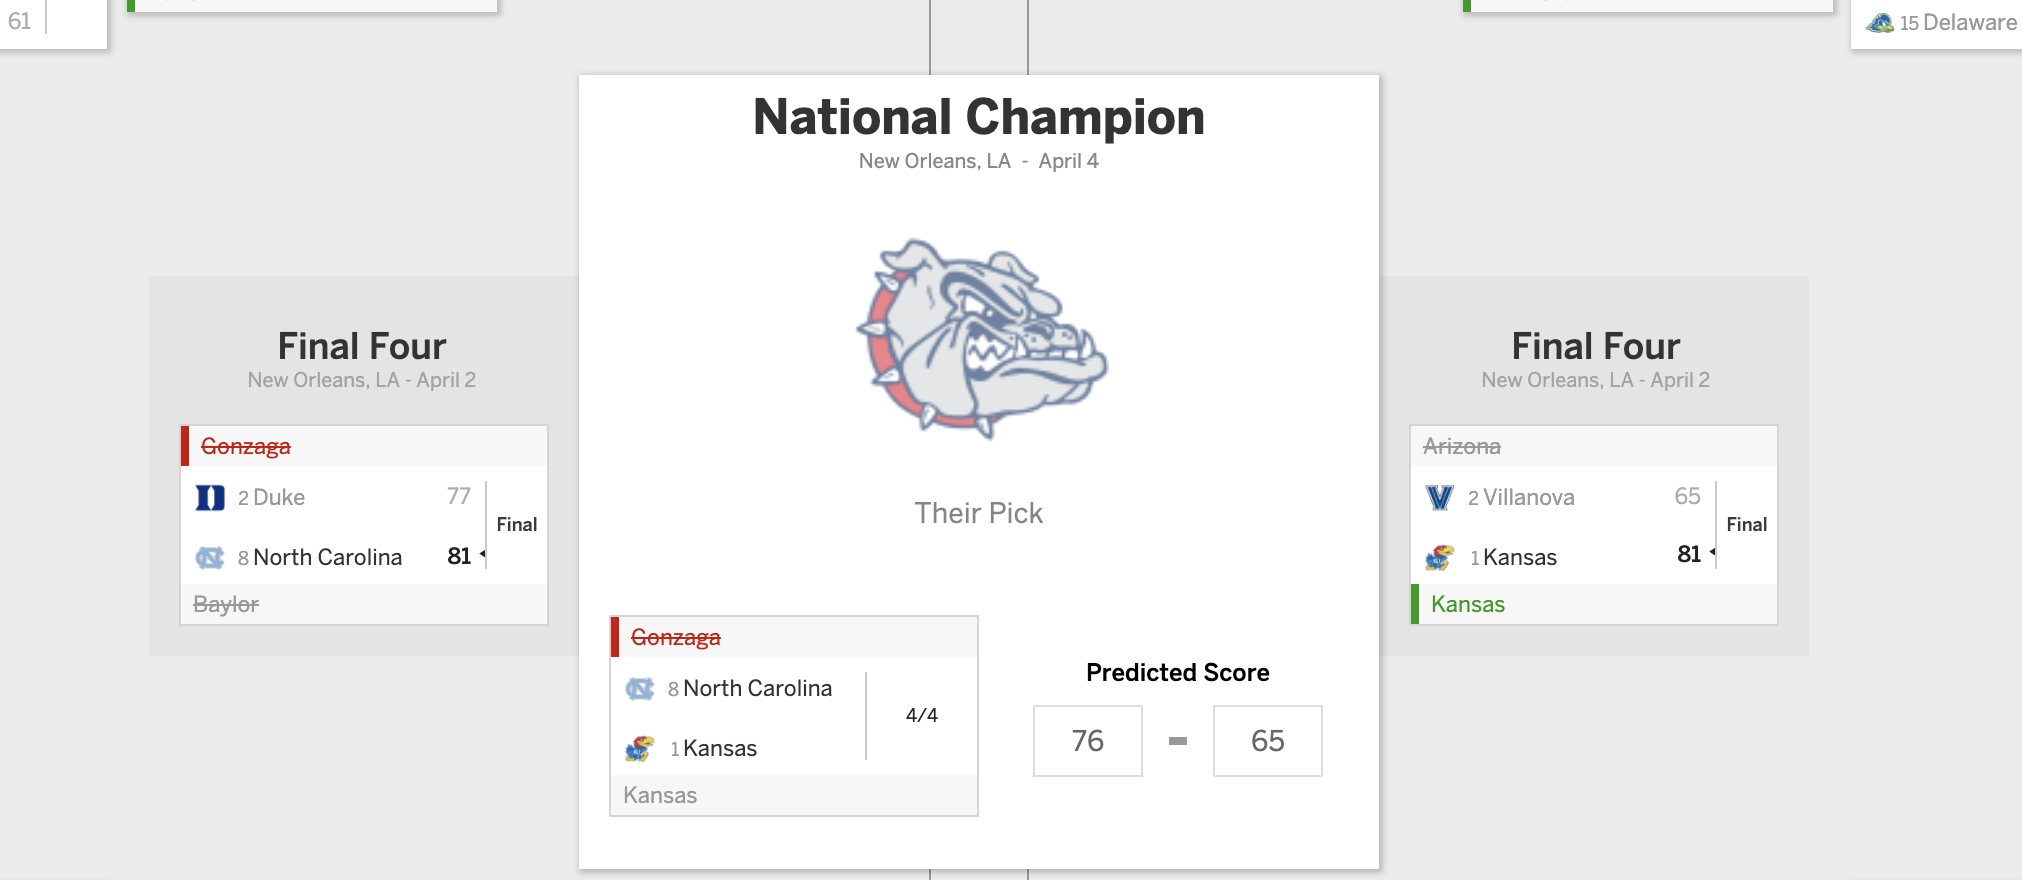 61
15 Delaware
National Champion
New Orleans, LA - April 4
Final Four
New Orleans, LA - April 2
Gonzaga
2 Duke 77
Final
8 North Carolina 81
Baylor
Their Pick
Gonzaga
8 North Carolina
4/4
1 Kansas
Kansas
Predicted Score
76 - 65
Final Four
New Orleans, LA - April 2
Arizona
2 Villanova 65
Final
1 Kansas 81
Kansas